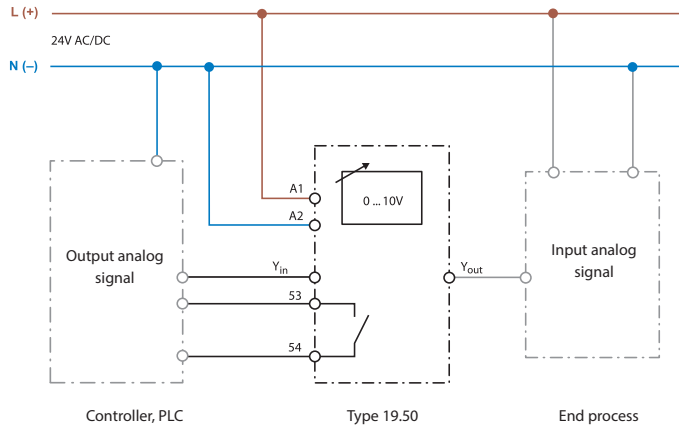 L (+)
24V AC/DC
N (–)
A1
0 ... 10V
A2
Output analog
signal
Yin
Yout
Input analog
signal
53
54
Controller, PLC
Type 19.50
End process